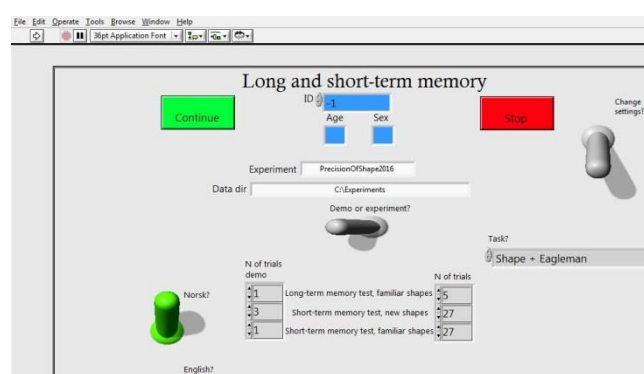 File Edit Operate Tools Browse Window Help
36pt Application Font
Long and short-term memory
ID -1
Continue
Age Sex
Stop
Change settings?
Experiment PrecisionOfShape2016
Data dir C:\Experiments
Demo or experiment?
Task?
Shape + Eagleman
N of trials demo
N of trials
Norsk?
1 Long-term memory test, familiar shapes 5
3 Short-term memory test, new shapes 27
1 Short-term memory test, familiar shapes 27
English?